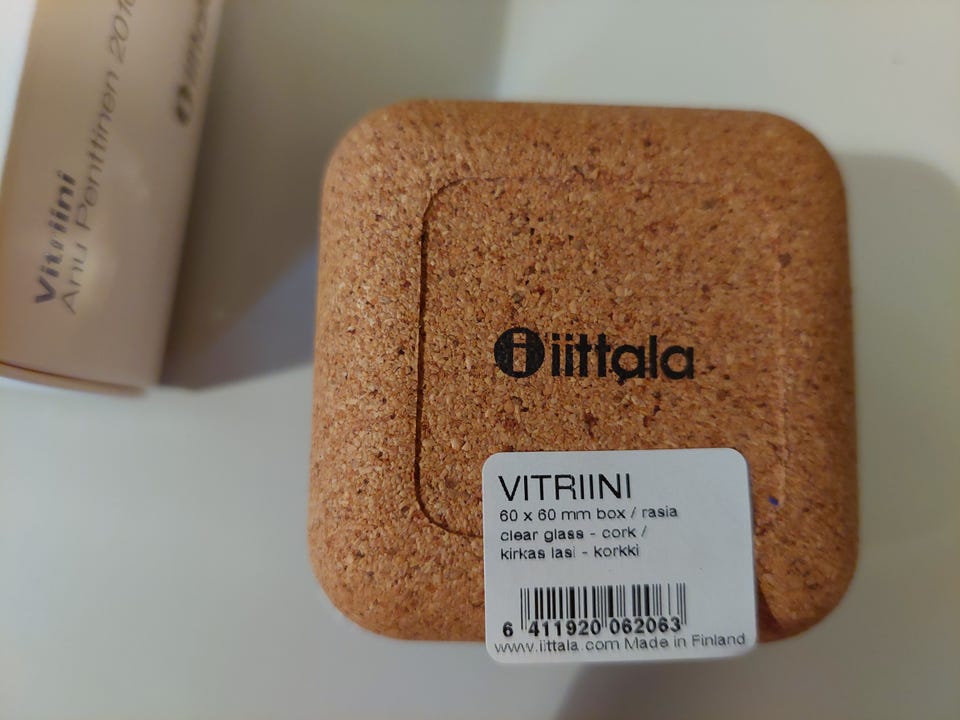 Vitriini
Anu Penttinen 2010
iittala
iittala
VITRIINI
60 x 60 mm box / rasia
clear glass - cork /
kirkas lasi - korkki
6 411920 062063
www.iittala.com Made in Finland